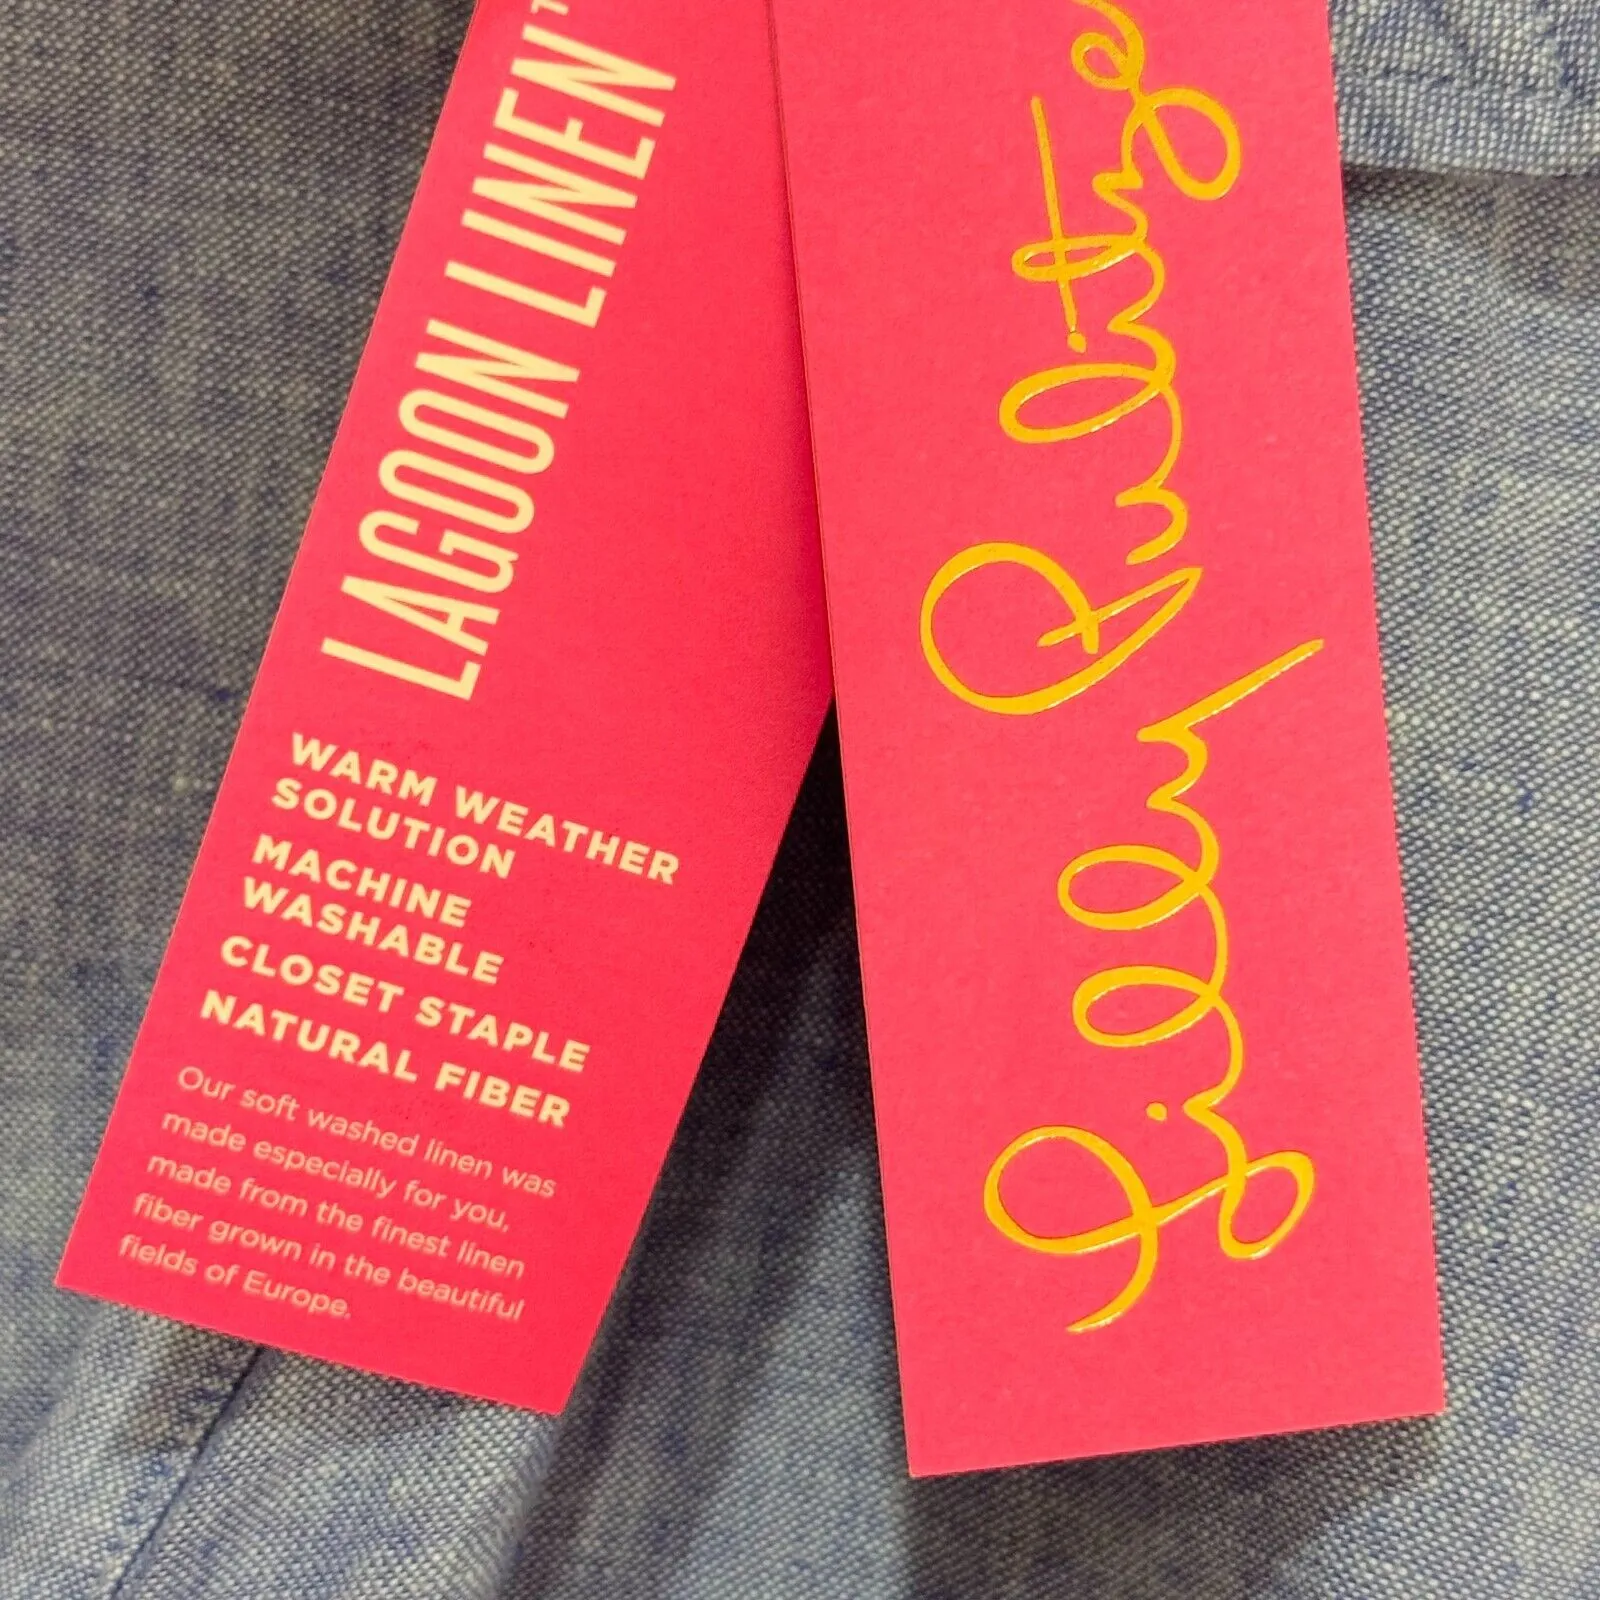 LAGOON LINEN™
WARM WEATHER
SOLUTION
MACHINE
WASHABLE
CLOSET STAPLE
NATURAL FIBER
Our soft washed linen was
made especially for you,
made from the finest linen
fiber grown in the beautiful
fields of Europe.
Lilly Pulitzer